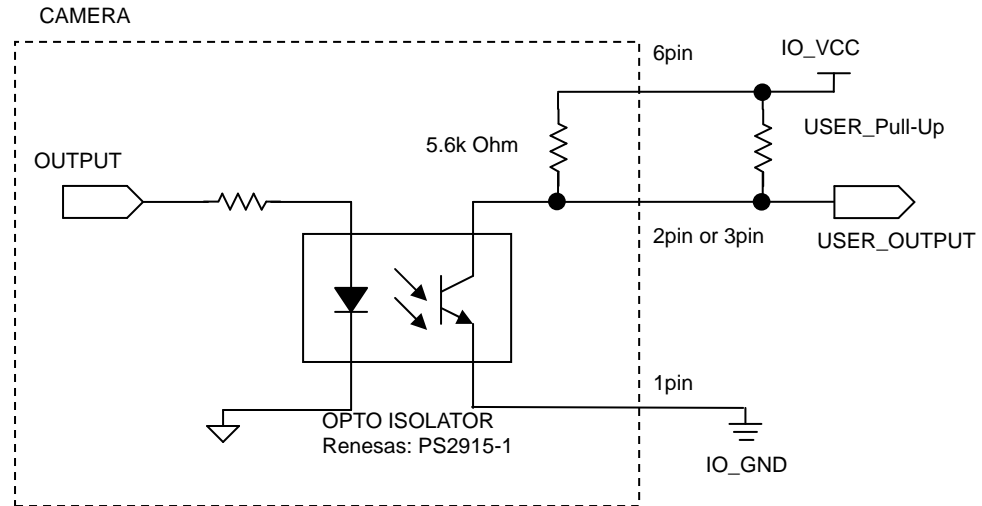 CAMERA
6pin
IO_VCC
5.6k Ohm
USER_Pull-Up
OUTPUT
2pin or 3pin
USER_OUTPUT
1pin
OPTO ISOLATOR
Renesas: PS2915-1
IO_GND